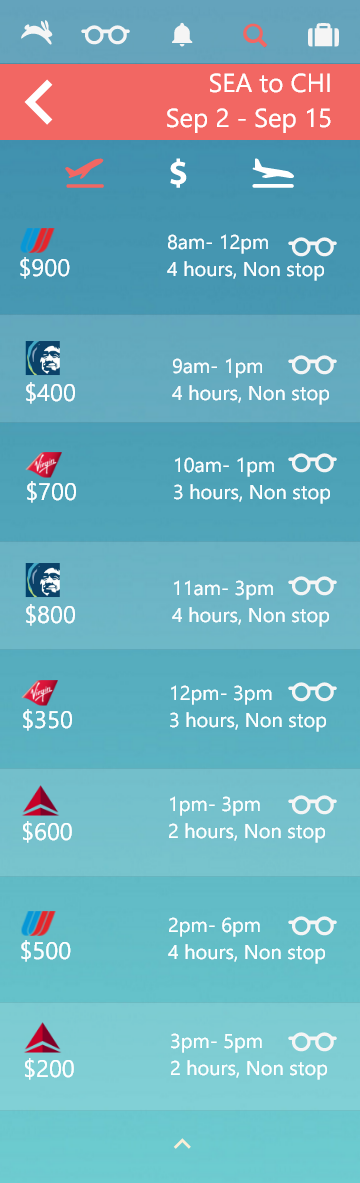 SEA to CHI
Sep 2 - Sep 15
$
8am- 12pm
$900
4 hours, Non stop
9am- 1pm
$400
4 hours, Non stop
Virgin
10am- 1pm
$700
3 hours, Non stop
11am- 3pm
$800
4 hours, Non stop
Virgin
12pm- 3pm
$350
3 hours, Non stop
1pm- 3pm
$600
2 hours, Non stop
2pm- 6pm
$500
4 hours, Non stop
3pm- 5pm
$200
2 hours, Non stop